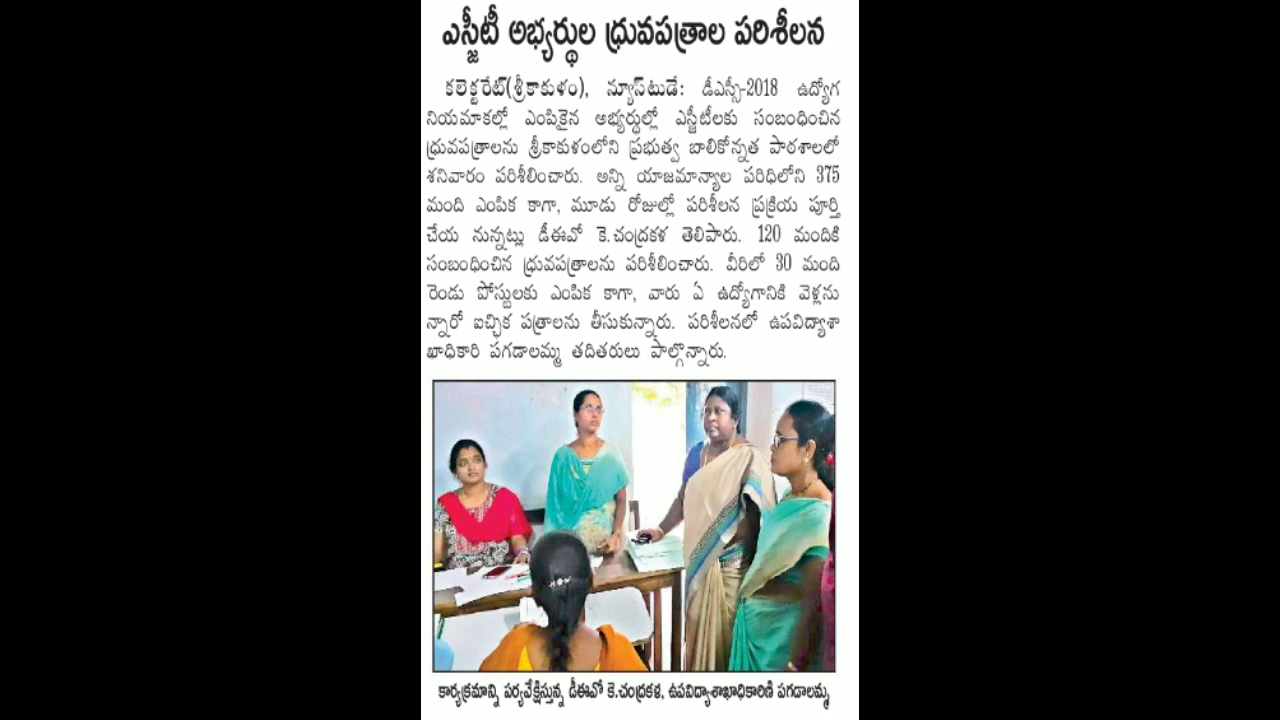 ఎస్జీటీ అభ్యర్థుల ధ్రువపత్రాల పరిశీలన
కలెక్టరేట్(శ్రీకాకుళం), న్యూస్‌టుడే: డీఎస్సీ-2018 ఉద్యోగ
నియమాకల్లో ఎంపికైన అభ్యర్థుల్లో ఎస్జీటీలకు సంబంధించిన
ధ్రువపత్రాలను శ్రీకాకుళంలోని ప్రభుత్వ బాలికోన్నత పాఠశాలలో
శనివారం పరిశీలించారు. అన్ని యాజమాన్యాల పరిధిలోని 375
మంది ఎంపిక కాగా, మూడు రోజుల్లో పరిశీలన ప్రక్రియ పూర్తి
చేయ నున్నట్లు డీఈవో కె.చంద్రకళ తెలిపారు. 120 మందికి
సంబంధించిన ధ్రువపత్రాలను పరిశీలించారు. వీరిలో 30 మంది
రెండు పోస్టులకు ఎంపిక కాగా, వారు ఏ ఉద్యోగానికి వెళ్లను
న్నారో ఐచ్ఛిక పత్రాలను తీసుకున్నారు. పరిశీలనలో ఉపవిద్యాశా
ఖాధికారి పగడాలమ్మ తదితరులు పాల్గొన్నారు.
కార్యక్రమాన్ని పర్యవేక్షిస్తున్న డీఈవో కె.చంద్రకళ, ఉపవిద్యాశాఖాధికారిణి పగడాలమ్మ